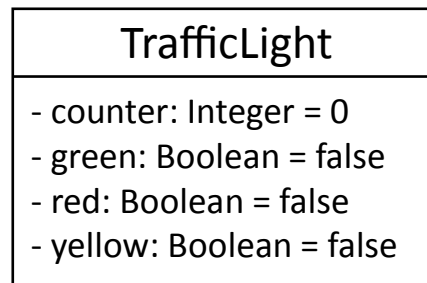 TrafficLight
- counter: Integer = 0
- green: Boolean = false
- red: Boolean = false
- yellow: Boolean = false